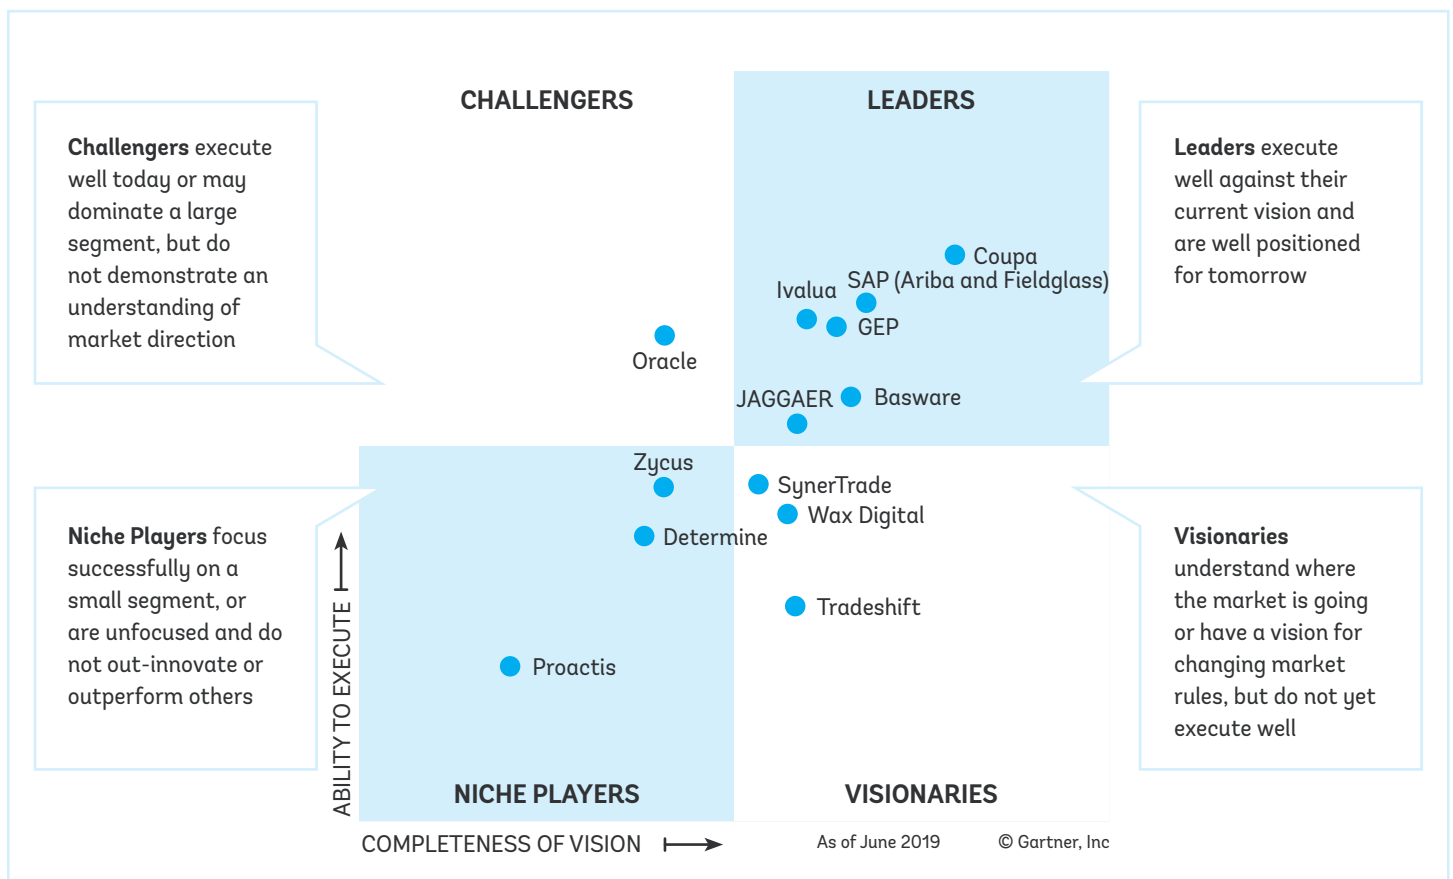 CHALLENGERS
LEADERS
Challengers execute
well today or may
dominate a large
segment, but do
not demonstrate an
understanding of
market direction
Leaders execute
well against their
current vision and
are well positioned
for tomorrow
Coupa
SAP (Ariba and Fieldglass)
Ivalua
GEP
Oracle
JAGGAER
Basware
Zycus
SynerTrade
Wax Digital
Determine
Tradeshift
Proactis
Niche Players focus
successfully on a
small segment, or
are unfocused and do
not out-innovate or
outperform others
Visionaries
understand where
the market is going
or have a vision for
changing market
rules, but do not yet
execute well
ABILITY TO EXECUTE
NICHE PLAYERS
VISIONARIES
COMPLETENESS OF VISION
As of June 2019
© Gartner, Inc